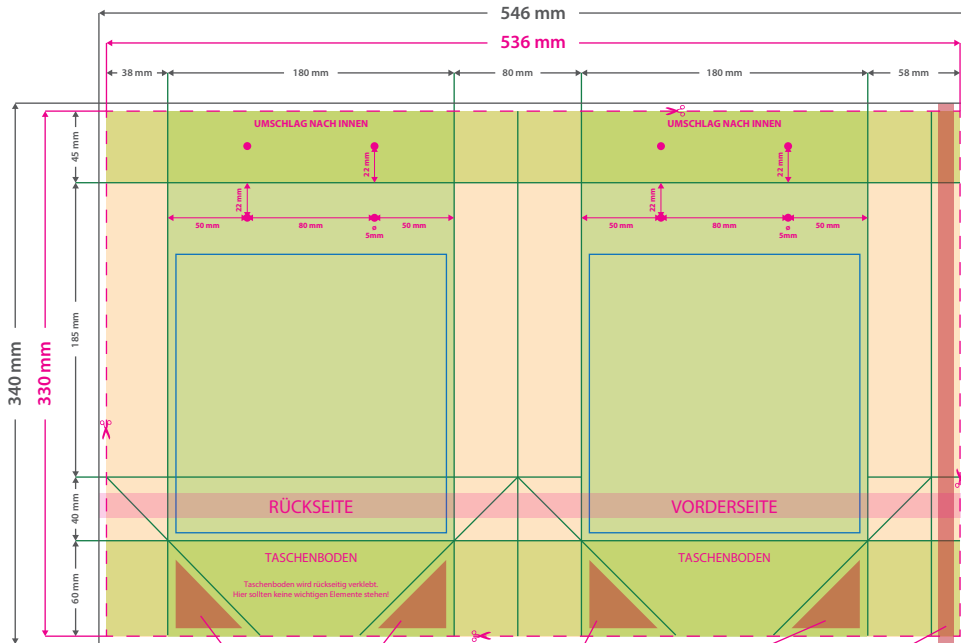 546 mm
536 mm
38 mm 180 mm 80 mm 180 mm 58 mm
UMSCHLAG NACH INNEN UMSCHLAG NACH INNEN
45 mm
22 mm 22 mm
22 mm 22 mm
50 mm 80 mm ø 5mm 50 mm 50 mm 80 mm ø 5mm 50 mm
185 mm
340 mm
330 mm
40 mm
RÜCKSEITE VORDERSEITE
TASCHENBODEN TASCHENBODEN
60 mm
Taschenboden wird rückseitig verklebt.
Hier sollten keine wichtigen Elemente stehen!